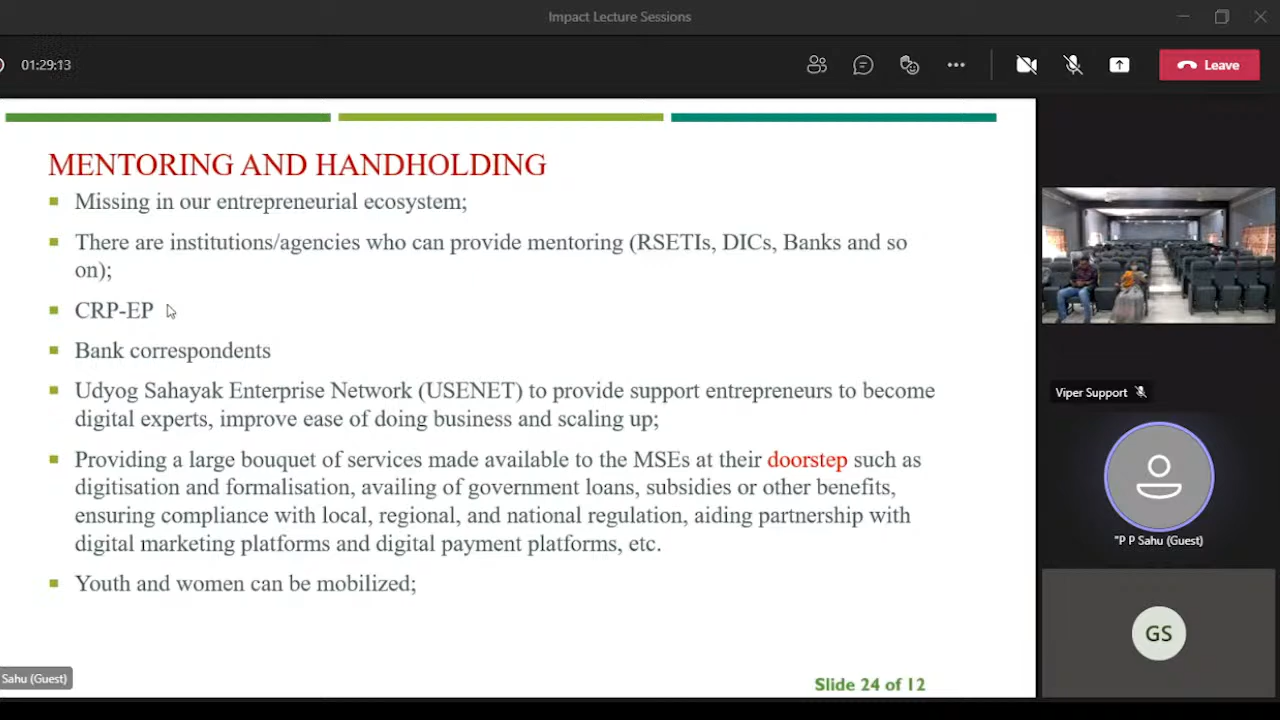 Impact Lecture Sessions
01:29:13
Leave
MENTORING AND HANDHOLDING
Missing in our entrepreneurial ecosystem;
There are institutions/agencies who can provide mentoring (RSETIs, DICs, Banks and so
on);
CRP-EP
Bank correspondents
Udyog Sahayak Enterprise Network (USENET) to provide support entrepreneurs to become
digital experts, improve ease of doing business and scaling up;
Providing a large bouquet of services made available to the MSEs at their doorstep such as
digitisation and formalisation, availing of government loans, subsidies or other benefits,
ensuring compliance with local, regional, and national regulation, aiding partnership with
digital marketing platforms and digital payment platforms, etc.
Youth and women can be mobilized;
Sahu (Guest)
Slide 24 of 12
Viper Support
"P P Sahu (Guest)
GS